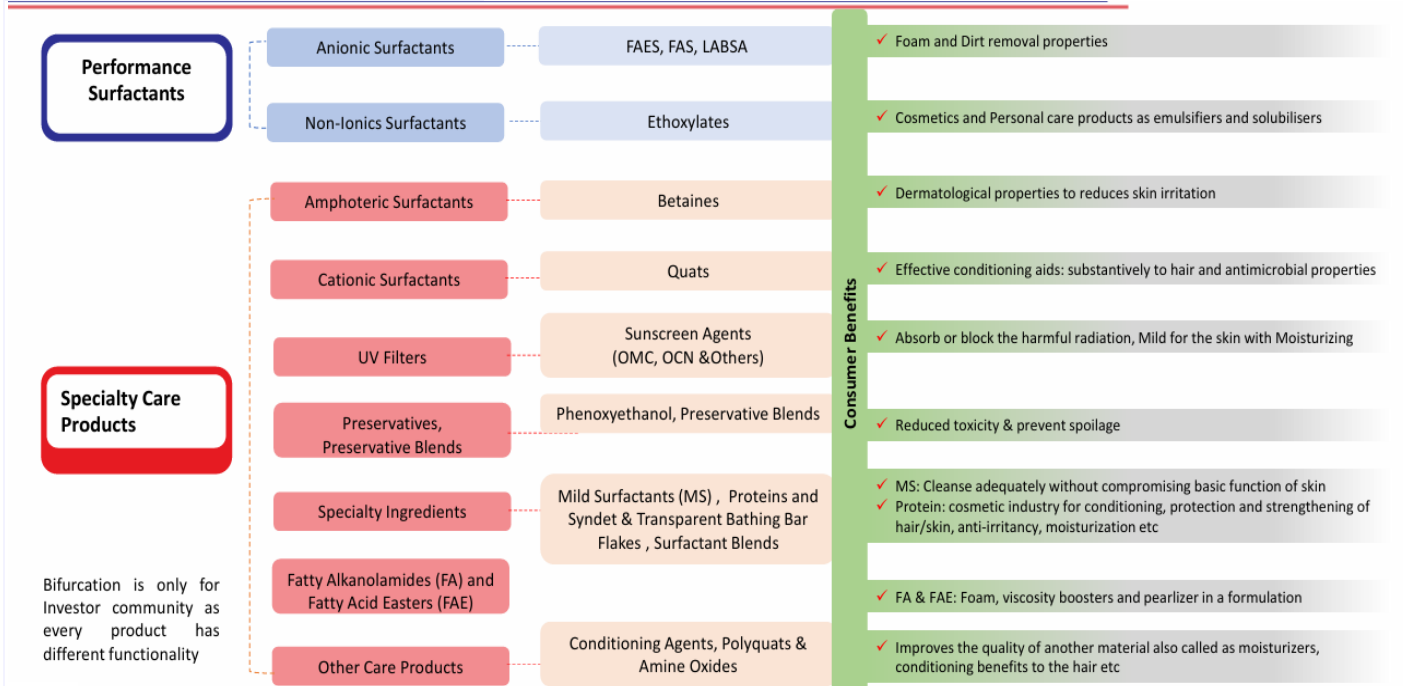 Performance
Surfactants
Anionic Surfactants
FAES, FAS, LABSA
Foam and Dirt removal properties
Non-Ionics Surfactants
Ethoxylates
Cosmetics and Personal care products as emulsifiers and solubilisers
Consumer Benefits
Specialty Care
Products
Amphoteric Surfactants
Betaines
Dermatological properties to reduces skin irritation
Cationic Surfactants
Quats
Effective conditioning aids: substantively to hair and antimicrobial properties
UV Filters
Sunscreen Agents
(OMC, OCN &Others)
Absorb or block the harmful radiation, Mild for the skin with Moisturizing
Preservatives,
Preservative Blends
Phenoxyethanol, Preservative Blends
Reduced toxicity & prevent spoilage
Specialty Ingredients
Mild Surfactants (MS) , Proteins and
Syndet & Transparent Bathing Bar
Flakes , Surfactant Blends
MS: Cleanse adequately without compromising basic function of skin
Protein: cosmetic industry for conditioning, protection and strengthening of
hair/skin, anti-irritancy, moisturization etc
Fatty Alkanolamides (FA) and
Fatty Acid Easters (FAE)
FA & FAE: Foam, viscosity boosters and pearlizer in a formulation
Other Care Products
Conditioning Agents, Polyquats &
Amine Oxides
Improves the quality of another material also called as moisturizers,
conditioning benefits to the hair etc
Bifurcation is only for
Investor community as
every product has
different functionality